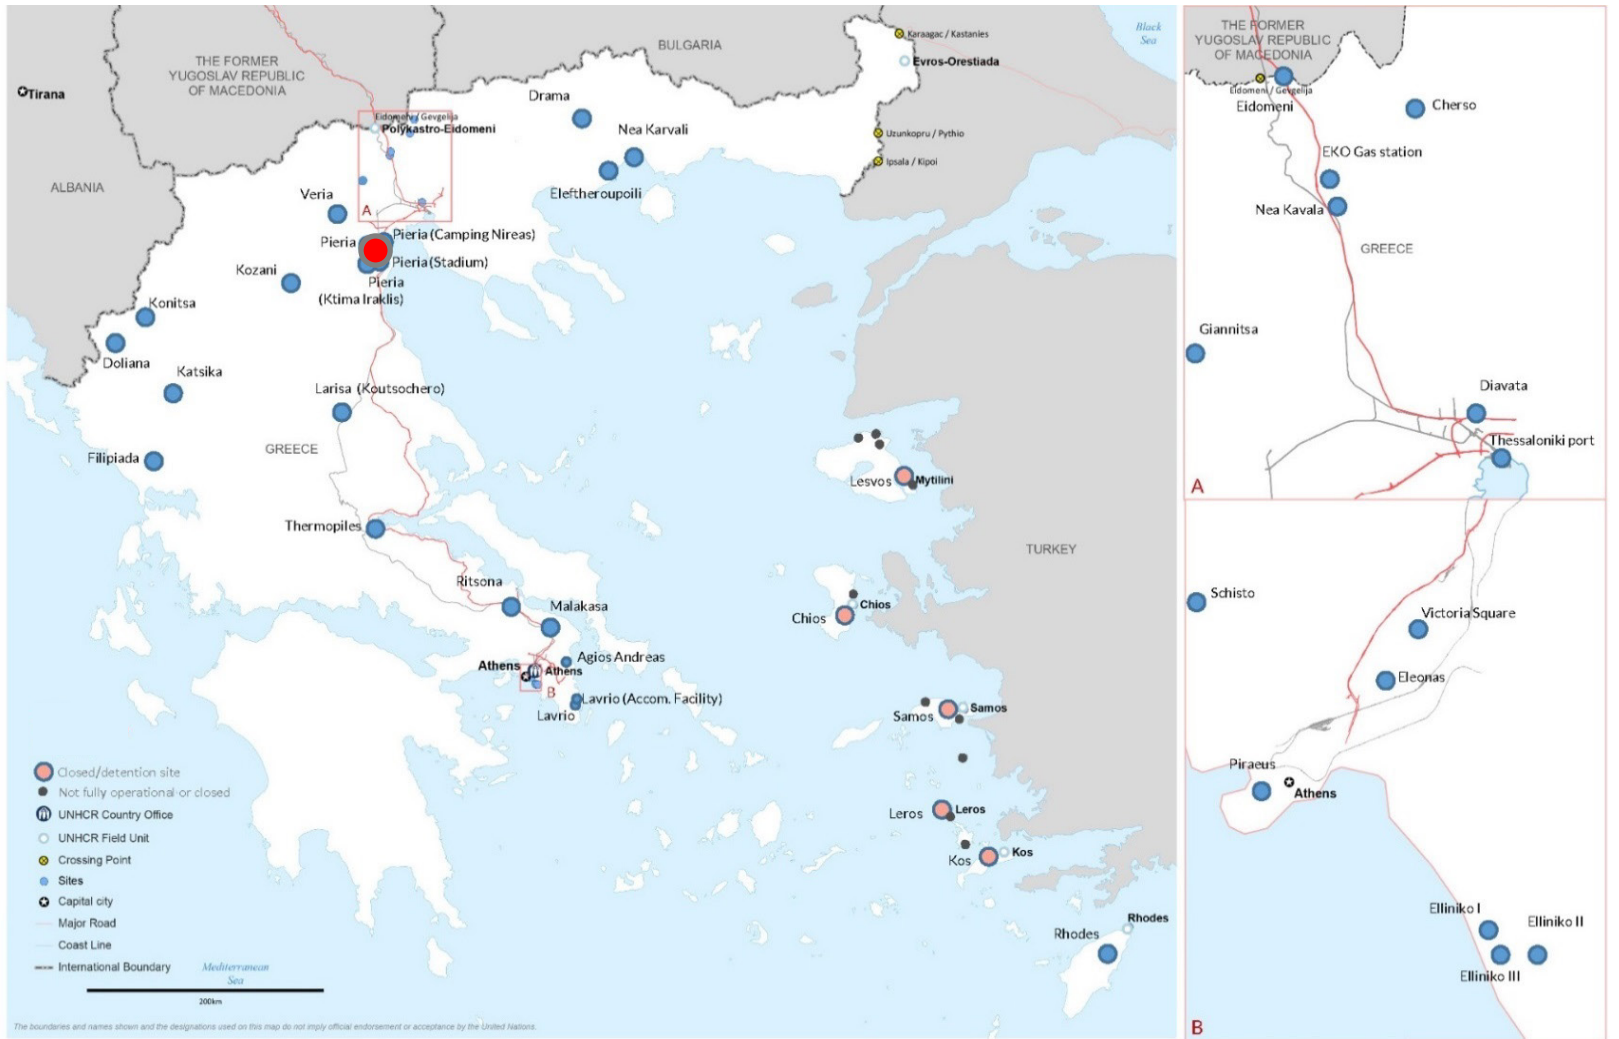 Black
Sea
Karaagac / Kastanies
BULGARIA
THE FORMER
YUGOSLAV REPUBLIC
OF MACEDONIA
Evros-Orestiada
Tirana
Drama
Eidomeni / Gevgelija
Polykastro-Eidomeni
Nea Karvali
Uzunkopru / Pythio
Ipsala / Kipoi
ALBANIA
Veria
Eleftheroupoili
A
Pieria
Pieria (Camping Nireas)
Pieria (Stadium)
Kozani
Pieria
(Ktima Iraklis)
Konitsa
Doliana
Katsika
Larisa (Koutsochero)
GREECE
Filipiada
Lesvos
Mytilini
Thermopiles
TURKEY
Ritsona
Malakasa
Chios
Chios
Athens
Athens
Agios Andreas
B
Lavrio (Accom. Facility)
Lavrio
Samos
Samos
Leros
Leros
Kos
Kos
Rhodes
Rhodes
Closed/detention site
Not fully operational or closed
UNHCR Country Office
UNHCR Field Unit
Crossing Point
Sites
Capital city
Major Road
Coast Line
International Boundary
Mediterranean
Sea
200km
The boundaries and names shown and the designations used on this map do not imply official endorsement or acceptance by the United Nations.
THE FORMER
YUGOSLAV REPUBLIC
OF MACEDONIA
Eidomeni / Gevgelija
Eidomeni
Cherso
EKO Gas station
Nea Kavala
GREECE
Giannitsa
Diavata
Thessaloniki port
A
Schisto
Victoria Square
Eleonas
Piraeus
Athens
Elliniko I
Elliniko II
Elliniko III
B